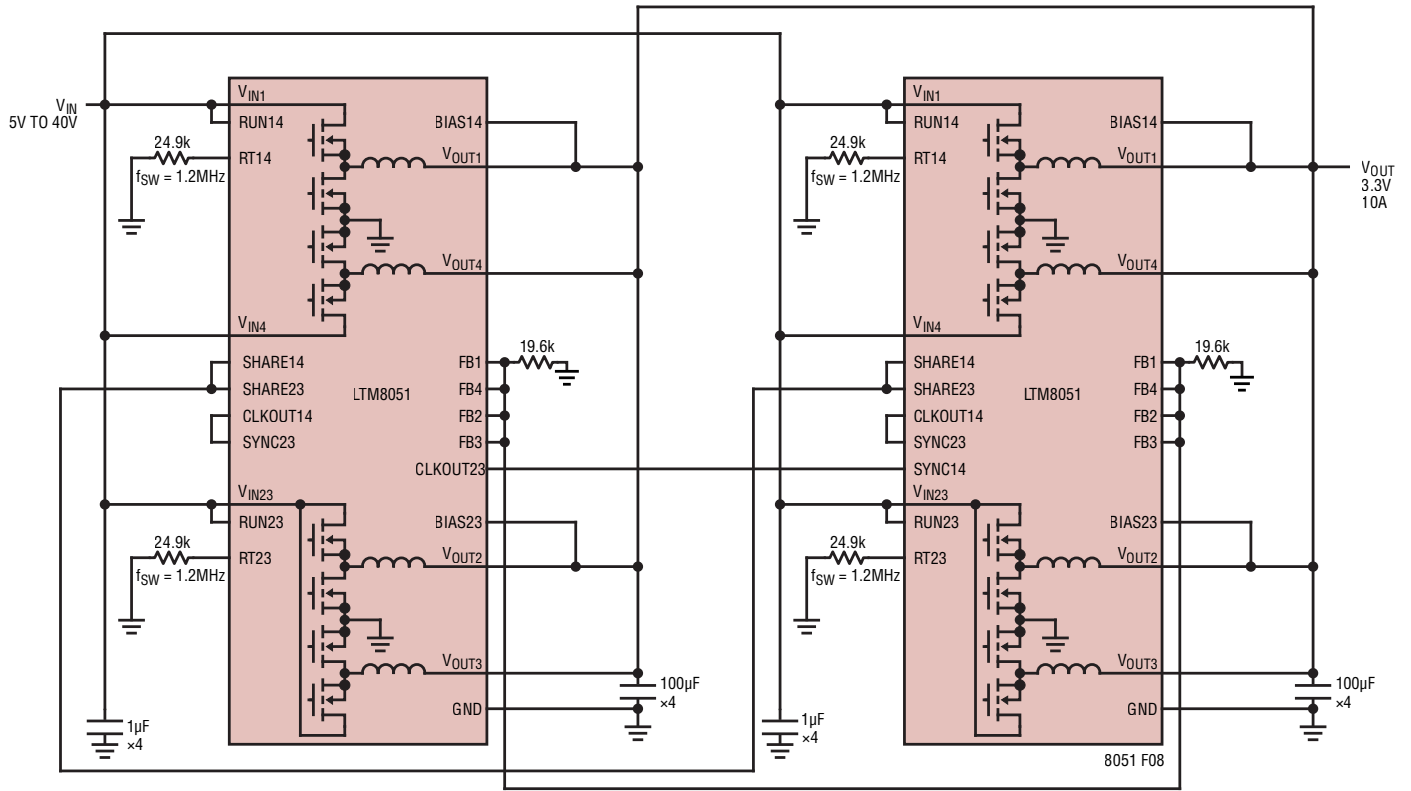 VIN
5V TO 40V
VIN1
RUN14
24.9k
RT14
fSW = 1.2MHz
BIAS14
VOUT1
VOUT4
VIN4
SHARE14
SHARE23
CLKOUT14
SYNC23
LTM8051
FB1
FB4
FB2
FB3
19.6k
CLKOUT23
VIN23
RUN23
24.9k
RT23
fSW = 1.2MHz
BIAS23
VOUT2
VOUT3
GND
1µF
×4
100µF
×4
VIN1
RUN14
24.9k
RT14
fSW = 1.2MHz
BIAS14
VOUT1
VOUT4
VOUT
3.3V
10A
VIN4
SHARE14
SHARE23
CLKOUT14
SYNC23
SYNC14
LTM8051
FB1
FB4
FB2
FB3
19.6k
VIN23
RUN23
24.9k
RT23
fSW = 1.2MHz
BIAS23
VOUT2
VOUT3
GND
1µF
×4
100µF
×4
8051 F08